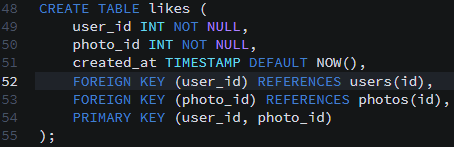 48 CREATE TABLE likes (
49     user_id INT NOT NULL,
50     photo_id INT NOT NULL,
51     created_at TIMESTAMP DEFAULT NOW(),
52     FOREIGN KEY (user_id) REFERENCES users(id),
53     FOREIGN KEY (photo_id) REFERENCES photos(id),
54     PRIMARY KEY (user_id, photo_id)
55 );